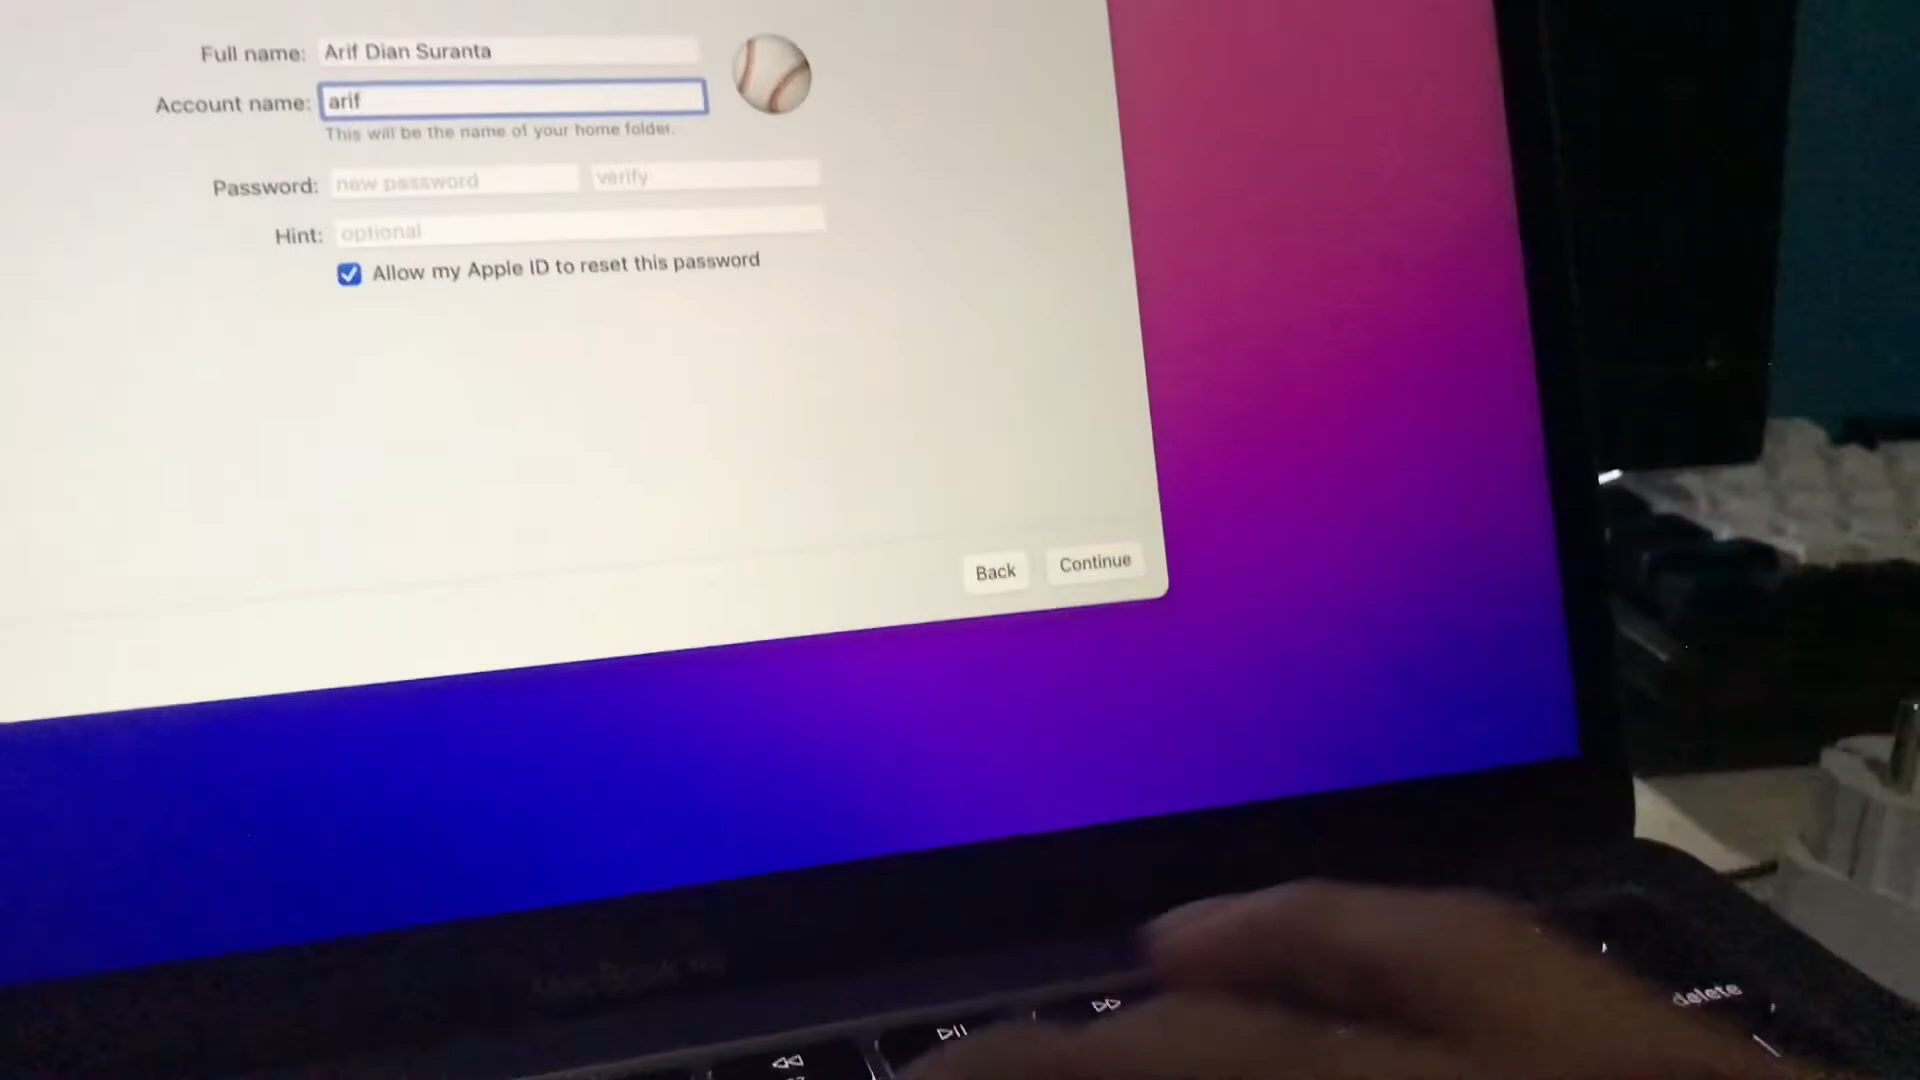 Full name: Arif Dian Suranta
Account name: arif
This will be the name of your home folder.
Password: new password verify
Hint: optional
Allow my Apple ID to reset this password
Back Continue
delete